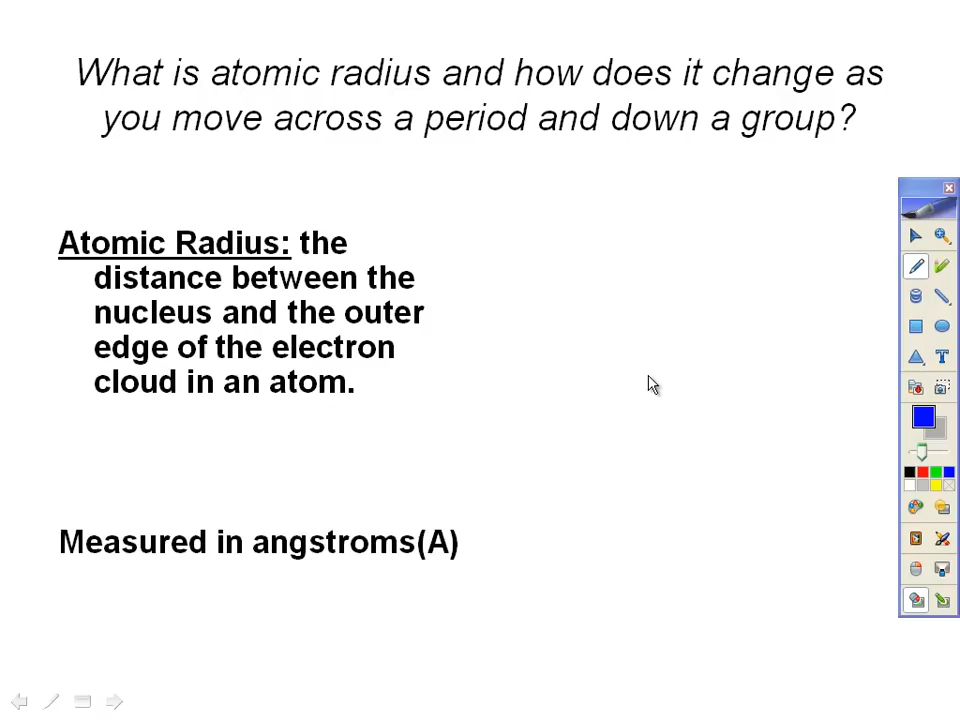 What is atomic radius and how does it change as
you move across a period and down a group?
Atomic Radius: the
distance between the
nucleus and the outer
edge of the electron
cloud in an atom.
Measured in angstroms(A)